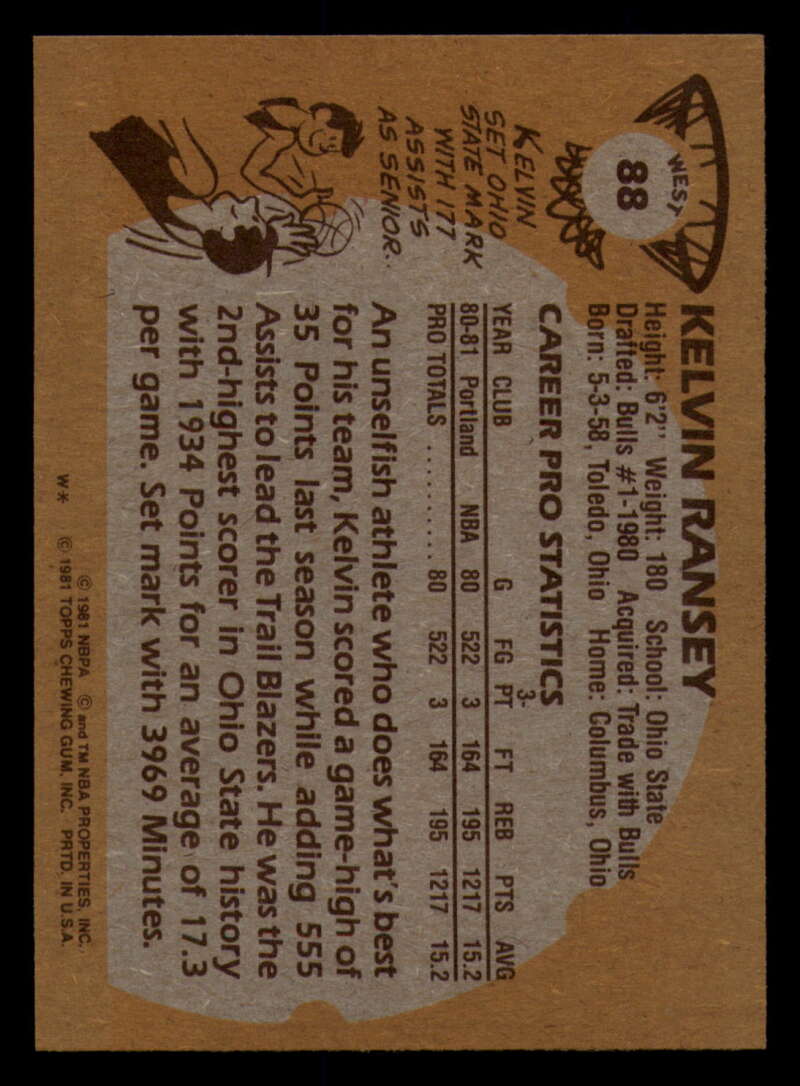 WEST
88
KELVIN RANSEY
Height: 6'2" Weight: 180 School: Ohio State
Drafted: Bulls #1-1980 Acquired: Trade with Bulls
Born: 5-3-58, Toledo, Ohio Home: Columbus, Ohio
KELVIN
SET OHIO
STATE MARK
WITH 177
ASSISTS
AS SENIOR.
CAREER PRO STATISTICS
YEAR CLUB G FG 3-PT FT REB PTS AVG
80-81 Portland NBA 80 522 3 164 195 1217 15.2
PRO TOTALS .......... 80 522 3 164 195 1217 15.2
An unselfish athlete who does what's best
for his team, Kelvin scored a game-high of
35 Points last season while adding 555
Assists to lead the Trail Blazers. He was the
2nd-highest scorer in Ohio State history
with 1934 Points for an average of 17.3
per game. Set mark with 3969 Minutes.
© 1981 NBPA © and TM NBA PROPERTIES, INC.,
W* © 1981 TOPPS CHEWING GUM, INC. PRTD. IN U.S.A.